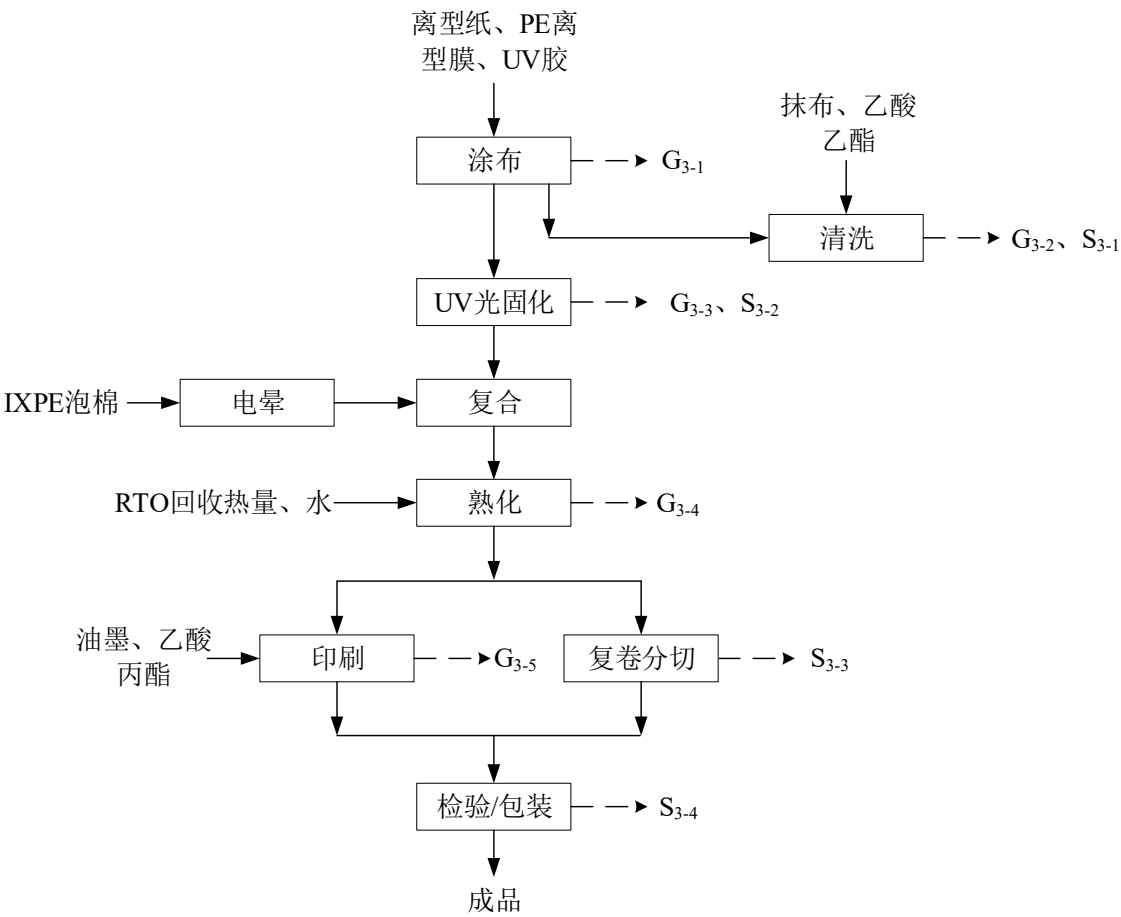 离型纸、PE离
型膜、UV胶
抹布、乙酸
乙酯
涂布
G3-1
清洗
G3-2、S3-1
UV光固化
G3-3、S3-2
IXPE泡棉
电晕
复合
RTO回收热量、水
熟化
G3-4
油墨、乙酸
丙酯
印刷
G3-5
复卷分切
S3-3
检验/包装
S3-4
成品